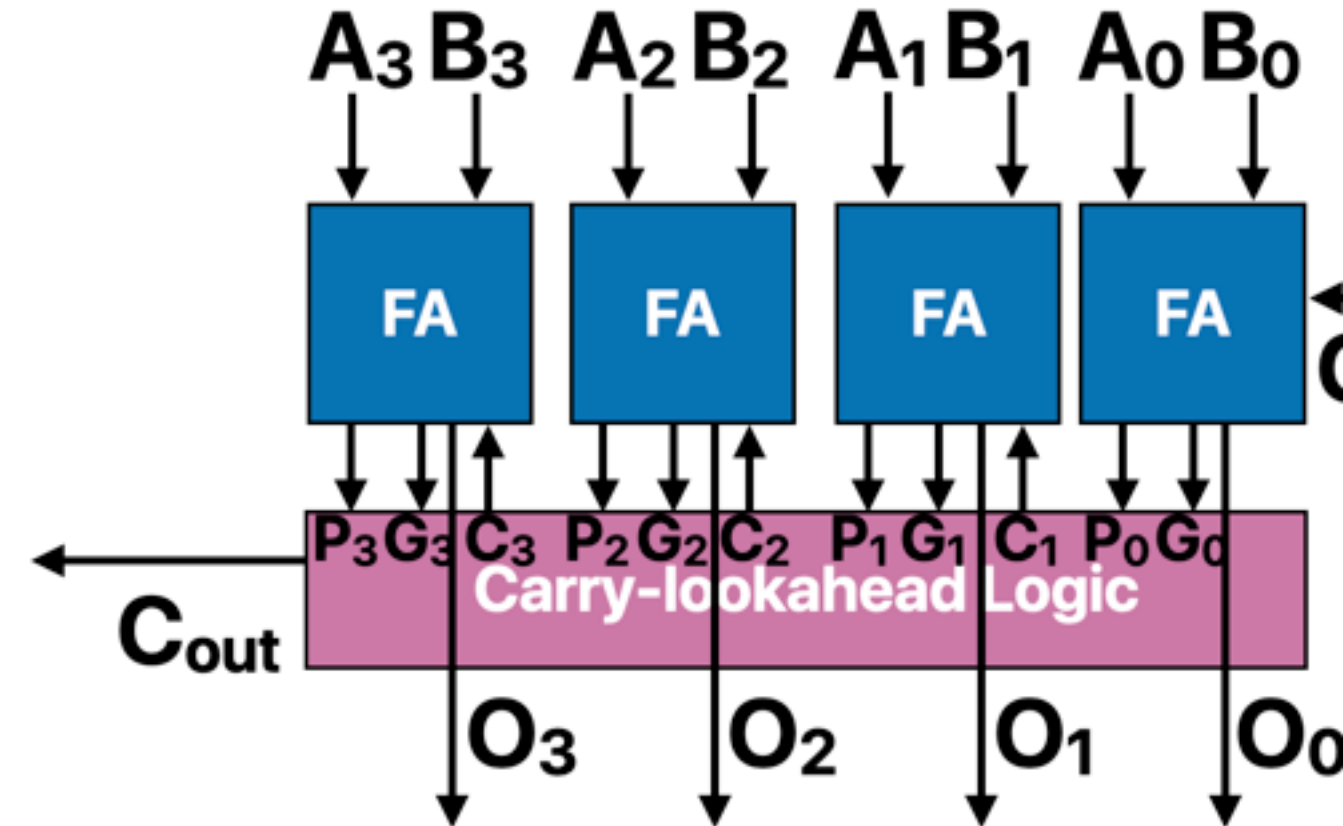 A₃ B₃ A₂ B₂ A₁ B₁ A₀ B₀
FA FA FA FA
P₃ G₃ C₃ P₂ G₂ C₂ P₁ G₁ C₁ P₀ G₀
Carry-lookahead Logic
Cout
O₃ O₂ O₁ O₀